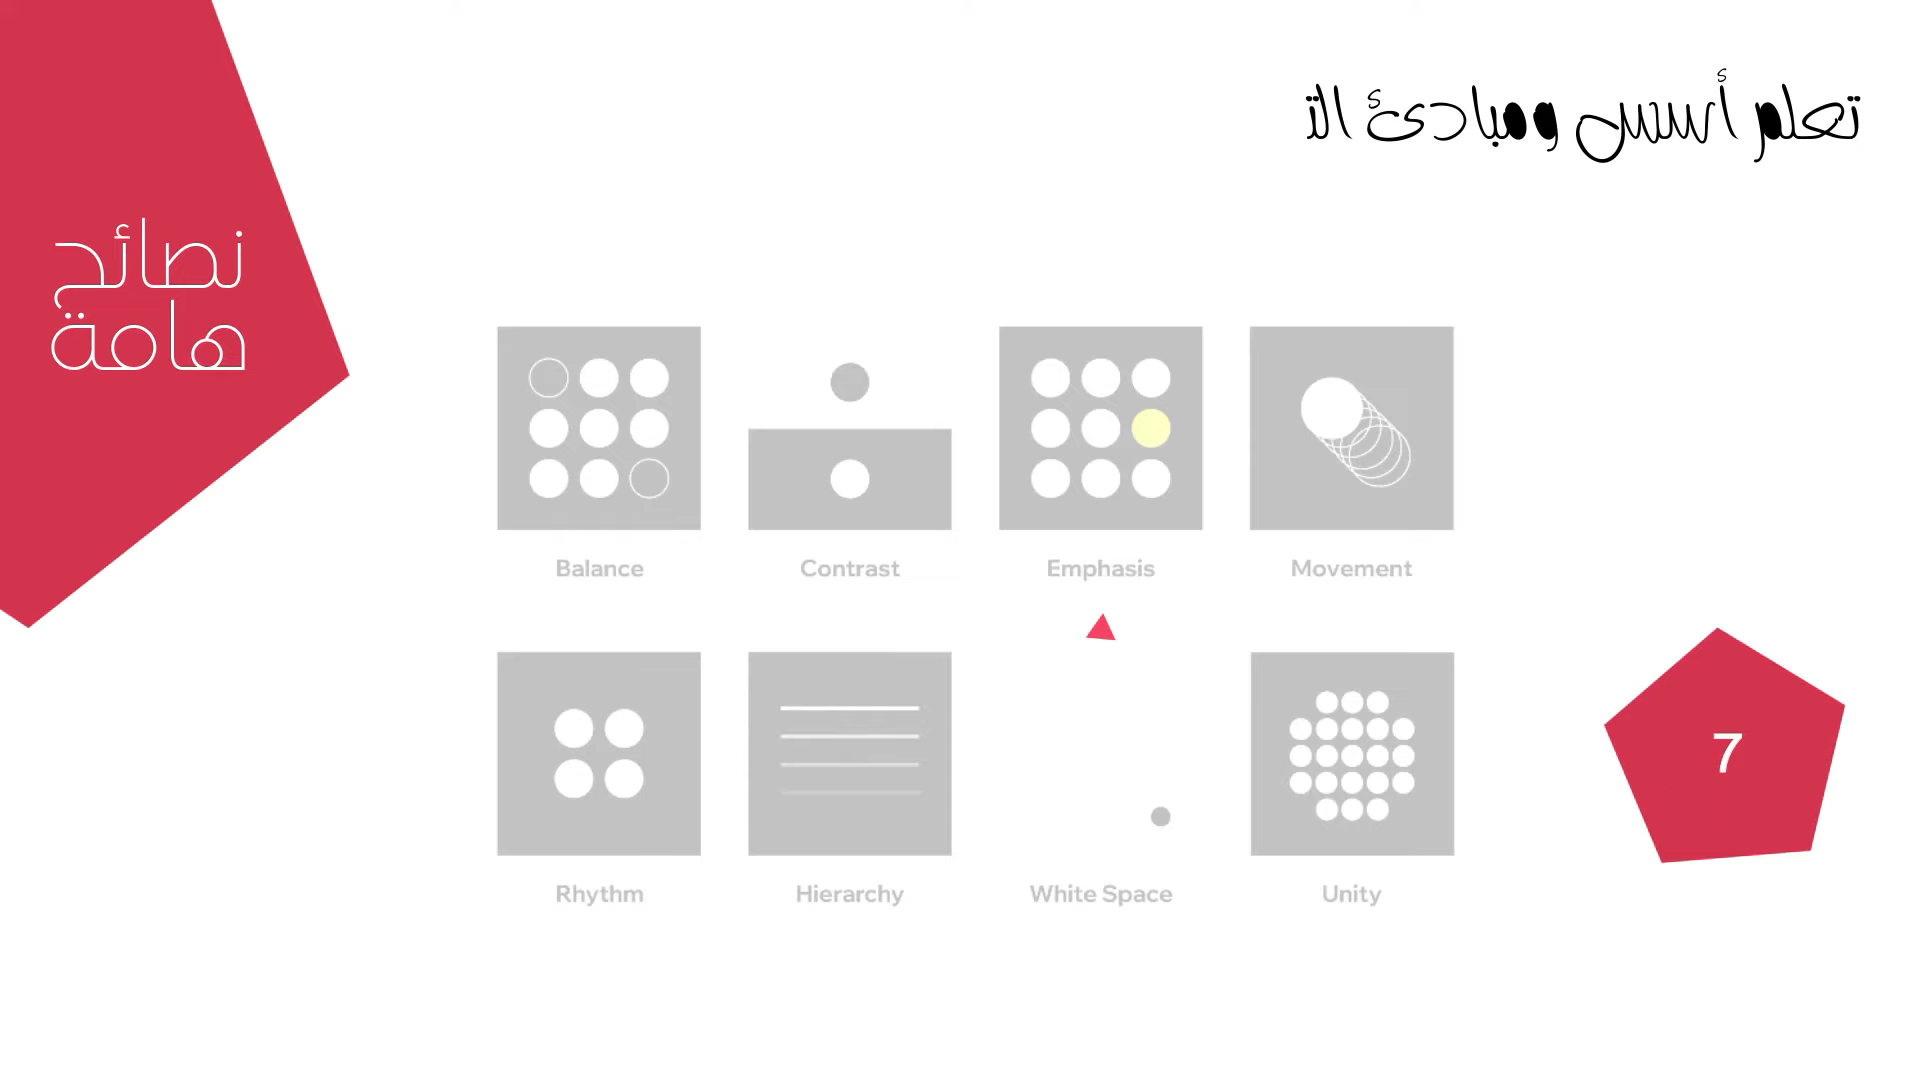 تعلم أسس ومبادئ الت
نصائح
هامة
Balance
Contrast
Emphasis
Movement
Rhythm
Hierarchy
White Space
Unity
7